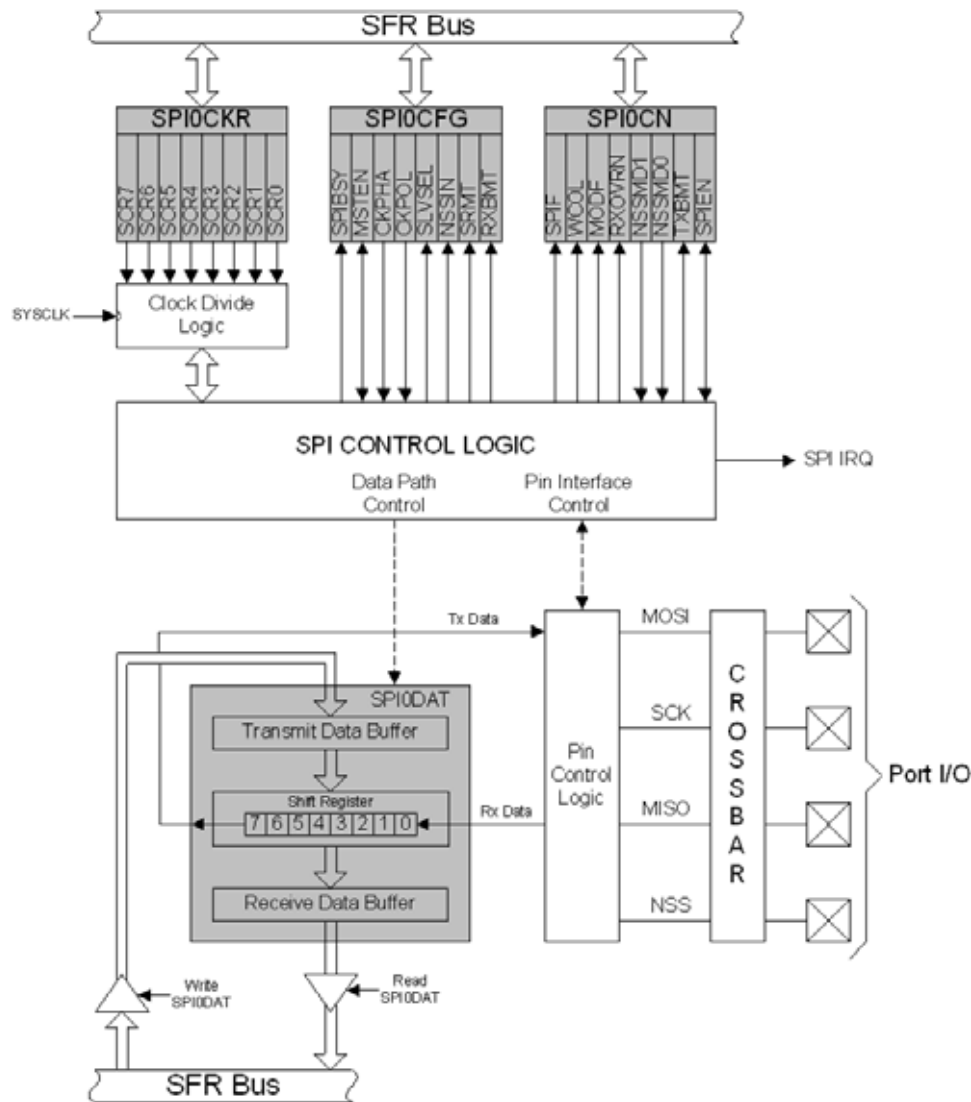 SFR Bus
SPI0CKR
SCR7
SCR6
SCR5
SCR4
SCR3
SCR2
SCR1
SCR0
SPI0CFG
SPIBSY
MSTEN
CKPHA
CKPOL
SLVSEL
NSSIN
SRMT
RXBMT
SPI0CN
SPIF
WCOL
MODF
RXOVRN
NSSMD1
NSSMD0
TXBMT
SPIEN
SYSCLK
Clock Divide
Logic
SPI CONTROL LOGIC
Data Path
Control
Pin Interface
Control
SPI IRQ
Tx Data
SPI0DAT
Transmit Data Buffer
Shift Register
7 6 5 4 3 2 1 0
Rx Data
Receive Data Buffer
Pin
Control
Logic
MOSI
SCK
MISO
NSS
CROSSBAR
Port I/O
Write
SPI0DAT
Read
SPI0DAT
SFR Bus